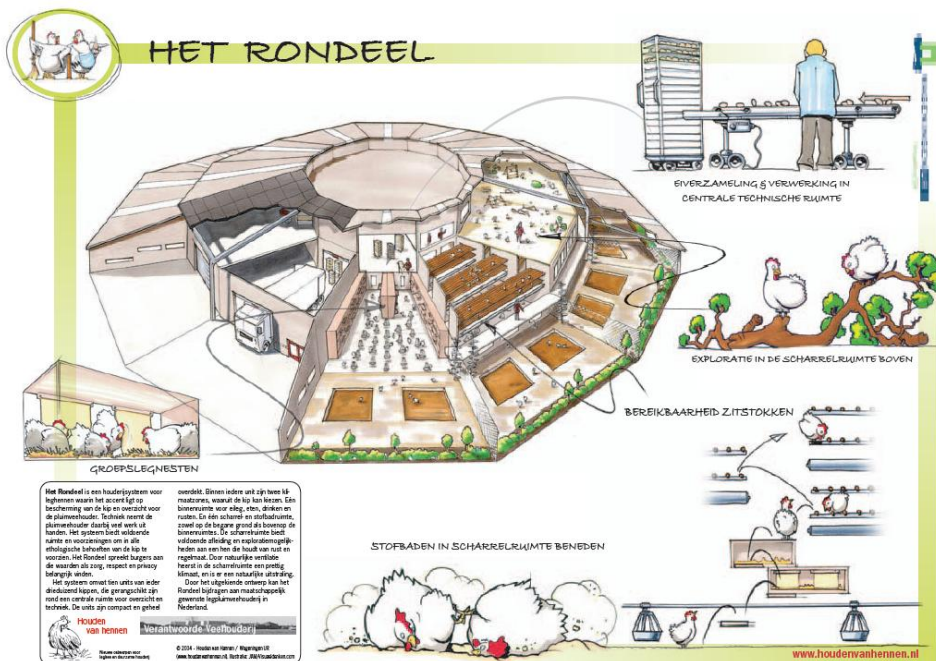 HET RONDEEL
EIVERZAMELING & VERWERKING IN
CENTRALE TECHNISCHE RUIMTE
EXPLORATIE IN DE SCHARRELRUIMTE BOVEN
BEREIKBAARHEID ZITSTOKKEN
GROEPSLEGNESTEN
STOFBADEN IN SCHARRELRUIMTE BENEDEN
Het Rondeel is een houderijsysteem voor
leghennen waarin het accent ligt op
bescherming van de kip en overzicht voor
de pluimveehouder. Techniek neemt de
pluimveehouder daarbij veel werk uit
handen. Het systeem biedt voldoende
ruimte en voorzieningen om in alle
ethologische behoeften van de kip te
voorzien. Het Rondeel spreekt burgers aan
die waarden als zorg, respect en privacy
belangrijk vinden.
Het systeem omvat tien units van ieder
drieduizend kippen, die gerangschikt zijn
rond een centrale ruimte voor overzicht en
techniek. De units zijn compact en geheel
overdekt. Binnen iedere unit zijn twee kli-
maatzones, waaruit de kip kan kiezen. Eén
binnenruimte voor eileg, eten, drinken en
rusten. En één scharrel- en stofbadruimte,
zowel op de begane grond als bovenop de
binnenruimtes. De scharrelruimte biedt
voldoende afleiding en exploratiemogelijk-
heden aan een hen die houdt van rust en
regelmaat. Door natuurlijke ventilatie
heerst in de scharrelruimte een prettig
klimaat, en is er een natuurlijke uitstraling.
Door het uitgekiende ontwerp kan het
Rondeel bijdragen aan maatschappelijk
gewenste legpluimveehouderij in
Nederland.
Houden
van hennen
Verantwoorde Veehouderij
© 2004 - Houden van Hennen / Wageningen UR
www.houdenvanhennen.nl